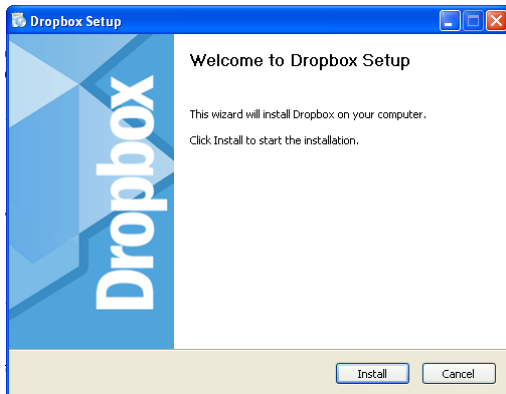 Dropbox Setup
Dropbox
Welcome to Dropbox Setup
This wizard will install Dropbox on your computer.
Click Install to start the installation.
Install
Cancel